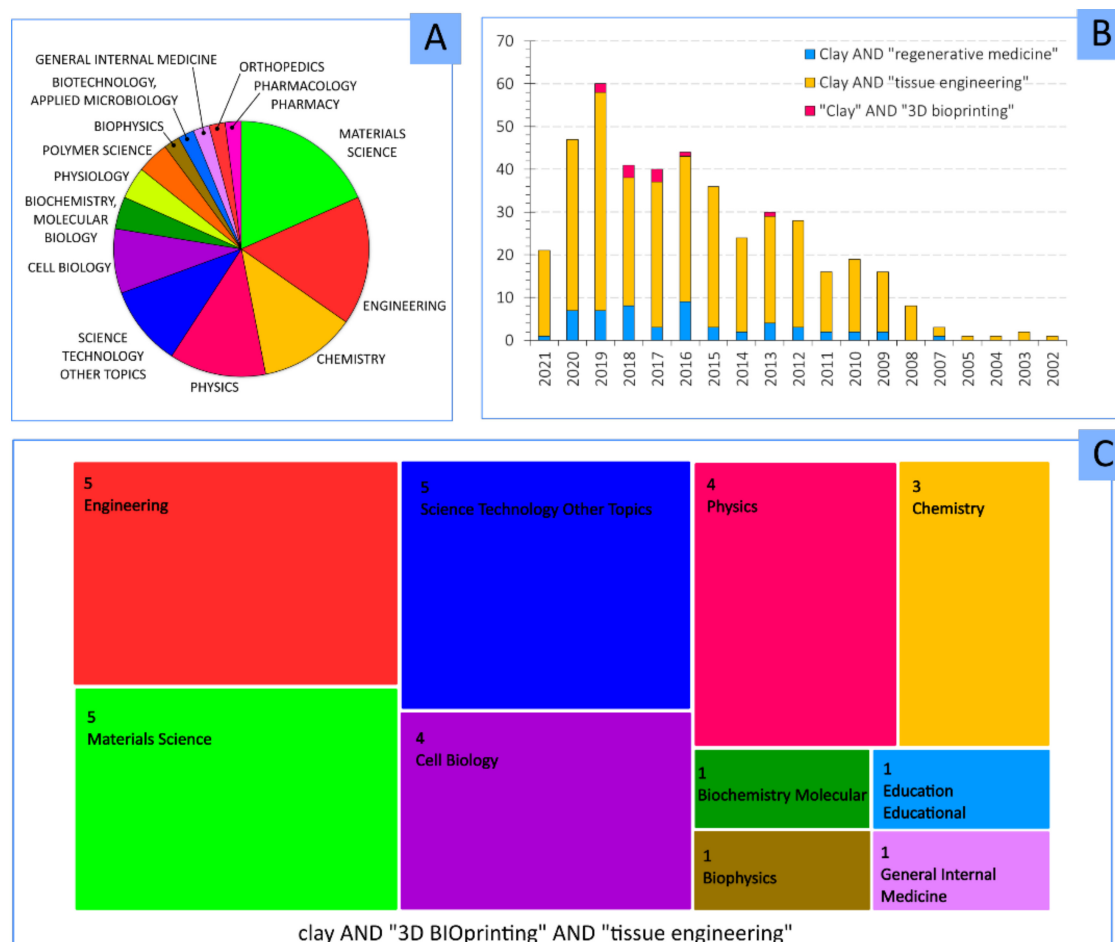 A
GENERAL INTERNAL MEDICINE
ORTHOPEDICS
BIOTECHNOLOGY,
APPLIED MICROBIOLOGY
PHARMACOLOGY
PHARMACY
BIOPHYSICS
MATERIALS
SCIENCE
POLYMER SCIENCE
PHYSIOLOGY
BIOCHEMISTRY,
MOLECULAR
BIOLOGY
CELL BIOLOGY
ENGINEERING
SCIENCE
TECHNOLOGY
OTHER TOPICS
CHEMISTRY
PHYSICS
B
Clay AND "regenerative medicine"
Clay AND "tissue engineering"
"Clay" AND "3D bioprinting"
70
60
50
40
30
20
10
0
2021
2020
2019
2018
2017
2016
2015
2014
2013
2012
2011
2010
2009
2008
2007
2005
2004
2003
2002
C
5
Engineering
5
Science Technology Other Topics
4
Physics
3
Chemistry
5
Materials Science
4
Cell Biology
1
Biochemistry Molecular
1
Education
Educational
1
Biophysics
1
General Internal
Medicine
clay AND "3D BIOprinting" AND "tissue engineering"